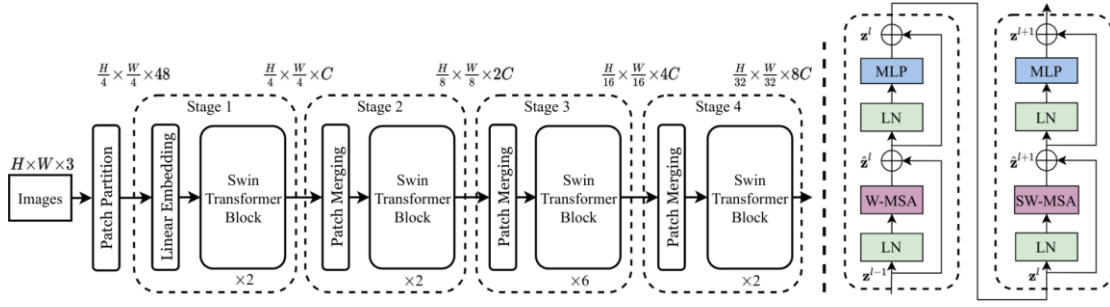 H×W×3
Images
H/4 × W/4 × 48
Patch Partition
H/4 × W/4 × C
Stage 1
Linear Embedding
Swin
Transformer
Block
×2
H/8 × W/8 × 2C
Stage 2
Patch Merging
Swin
Transformer
Block
×2
H/16 × W/16 × 4C
Stage 3
Patch Merging
Swin
Transformer
Block
×6
H/32 × W/32 × 8C
Stage 4
Patch Merging
Swin
Transformer
Block
×2
z^l
MLP
LN
ẑ^l
W-MSA
LN
z^{l-1}
z^{l+1}
MLP
LN
ẑ^{l+1}
SW-MSA
LN
z^l